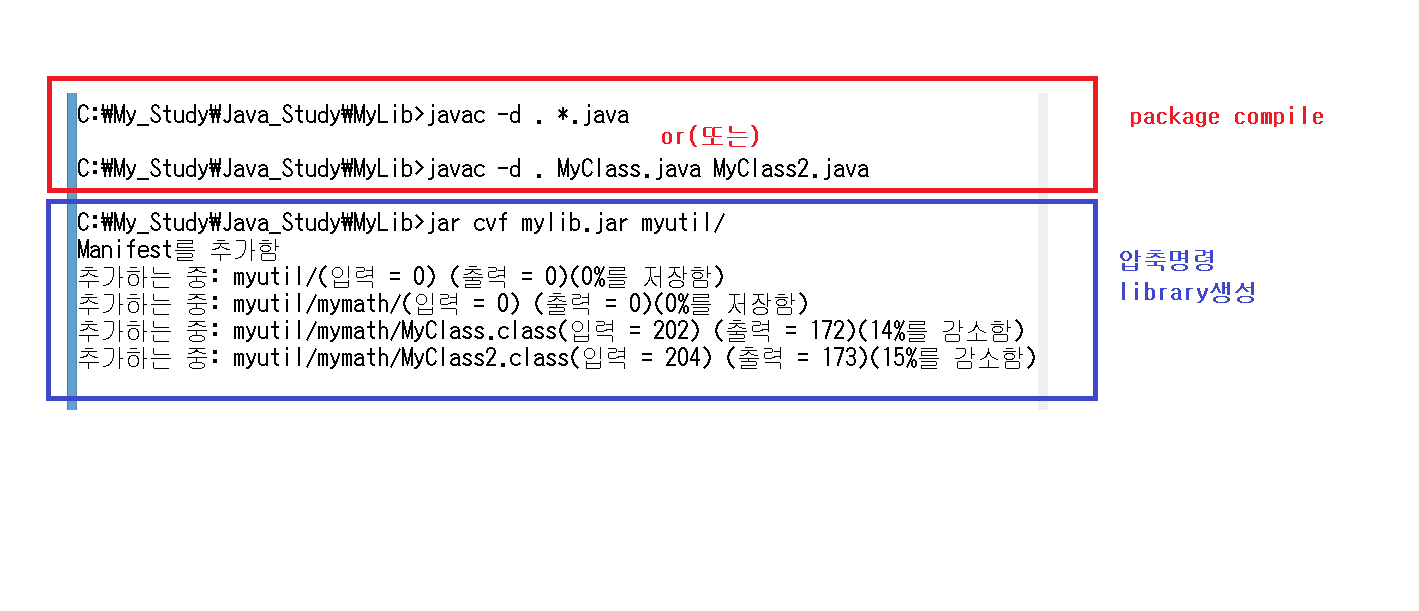 C:₩My_Study₩Java_Study₩MyLib>javac -d . *.java
package compile
or(또는)
C:₩My_Study₩Java_Study₩MyLib>javac -d . MyClass.java MyClass2.java
C:₩My_Study₩Java_Study₩MyLib>jar cvf mylib.jar myutil/
Manifest를 추가함
추가하는 중: myutil/(입력 = 0) (출력 = 0)(0%를 저장함)
추가하는 중: myutil/mymath/(입력 = 0) (출력 = 0)(0%를 저장함)
추가하는 중: myutil/mymath/MyClass.class(입력 = 202) (출력 = 172)(14%를 감소함)
추가하는 중: myutil/mymath/MyClass2.class(입력 = 204) (출력 = 173)(15%를 감소함)
압축명령
library생성